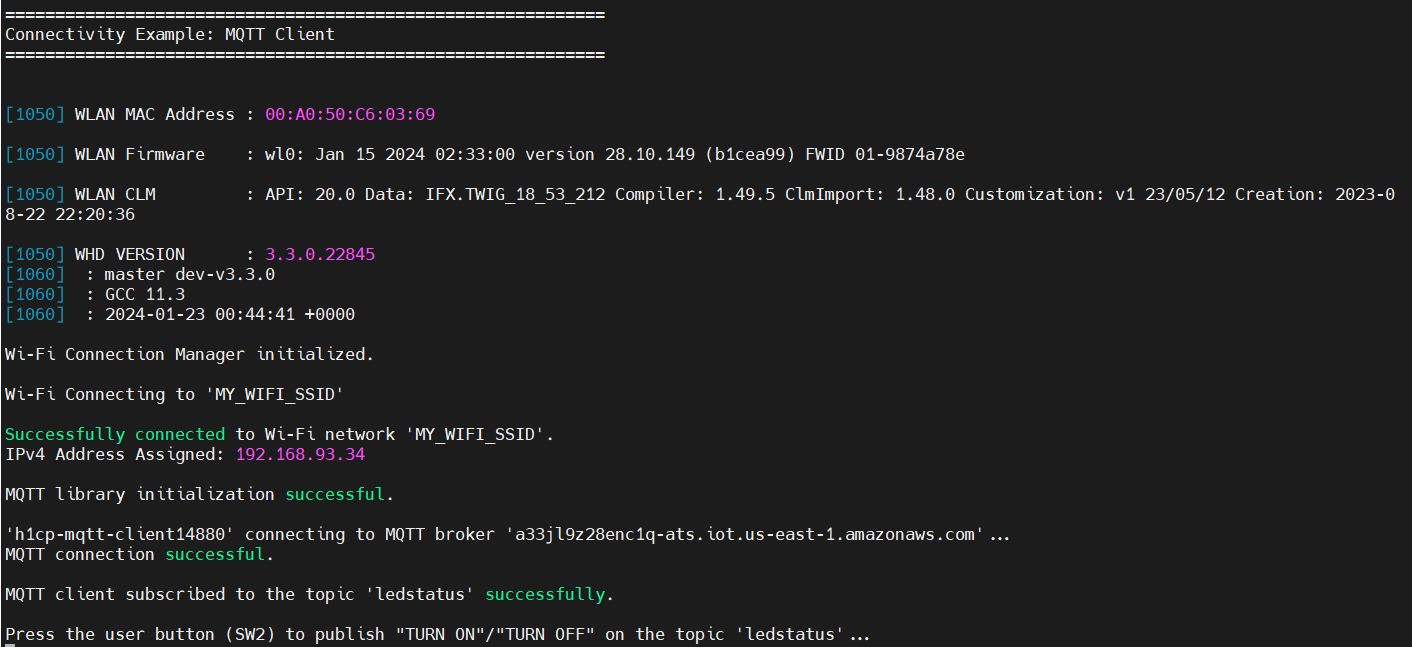 ============================================================
Connectivity Example: MQTT Client
============================================================
[1050] WLAN MAC Address : 00:A0:50:C6:03:69
[1050] WLAN Firmware    : wl0: Jan 15 2024 02:33:00 version 28.10.149 (b1cea99) FWID 01-9874a78e
[1050] WLAN CLM         : API: 20.0 Data: IFX.TWIG_18_53_212 Compiler: 1.49.5 ClmImport: 1.48.0 Customization: v1 23/05/12 Creation: 2023-0
8-22 22:20:36
[1050] WHD VERSION      : 3.3.0.22845
[1060]  : master dev-v3.3.0
[1060]  : GCC 11.3
[1060]  : 2024-01-23 00:44:41 +0000
Wi-Fi Connection Manager initialized.
Wi-Fi Connecting to 'MY_WIFI_SSID'
Successfully connected to Wi-Fi network 'MY_WIFI_SSID'.
IPv4 Address Assigned: 192.168.93.34
MQTT library initialization successful.
'h1cp-mqtt-client14880' connecting to MQTT broker 'a33jl9z28enc1q-ats.iot.us-east-1.amazonaws.com'...
MQTT connection successful.
MQTT client subscribed to the topic 'ledstatus' successfully.
Press the user button (SW2) to publish "TURN ON"/"TURN OFF" on the topic 'ledstatus'...